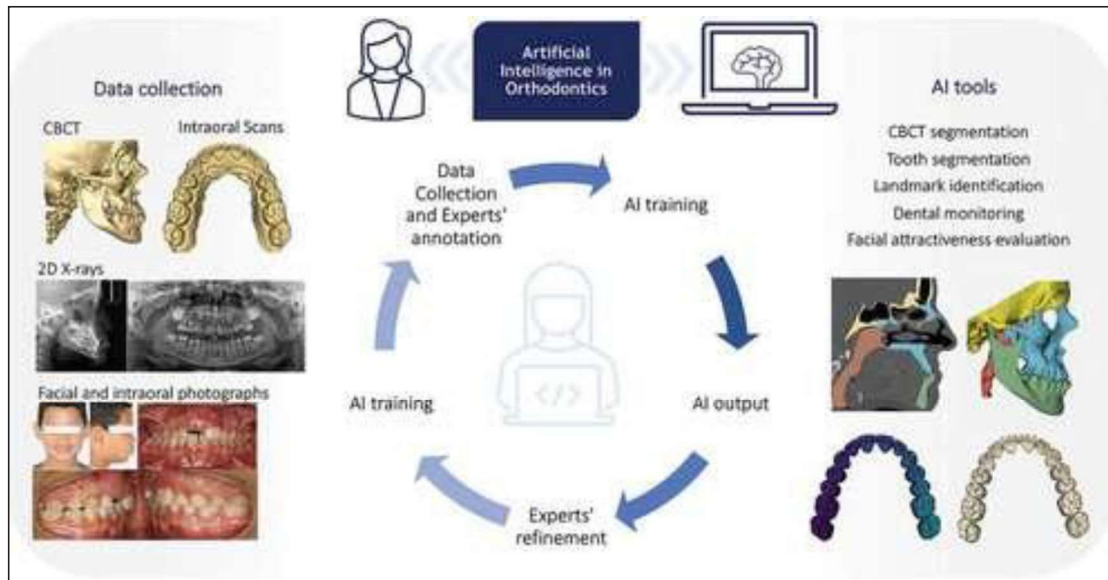 Artificial
Intelligence in
Orthodontics
Data collection
CBCT
Intraoral Scans
2D X-rays
Facial and intraoral photographs
Data
Collection
and Experts'
annotation
AI training
AI output
Experts'
refinement
AI training
</>
AI tools
CBCT segmentation
Tooth segmentation
Landmark identification
Dental monitoring
Facial attractiveness evaluation